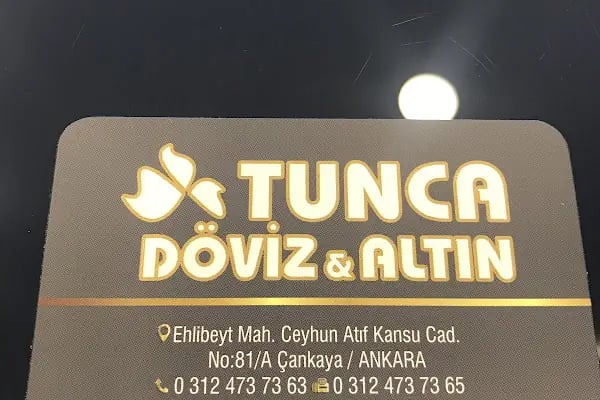 TUNCA
DÖVİZ & ALTIN
Ehlibeyt Mah. Ceyhun Atıf Kansu Cad.
No:81/A Çankaya / ANKARA
0 312 473 73 63 0 312 473 73 65